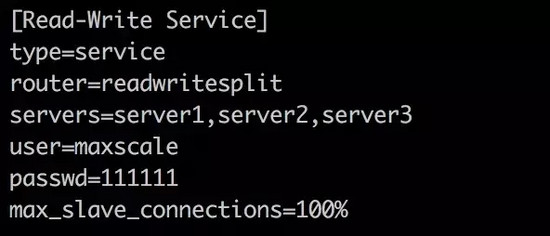 [Read-Write Service]
type=service
router=readwritesplit
servers=server1,server2,server3
user=maxscale
passwd=111111
max_slave_connections=100%